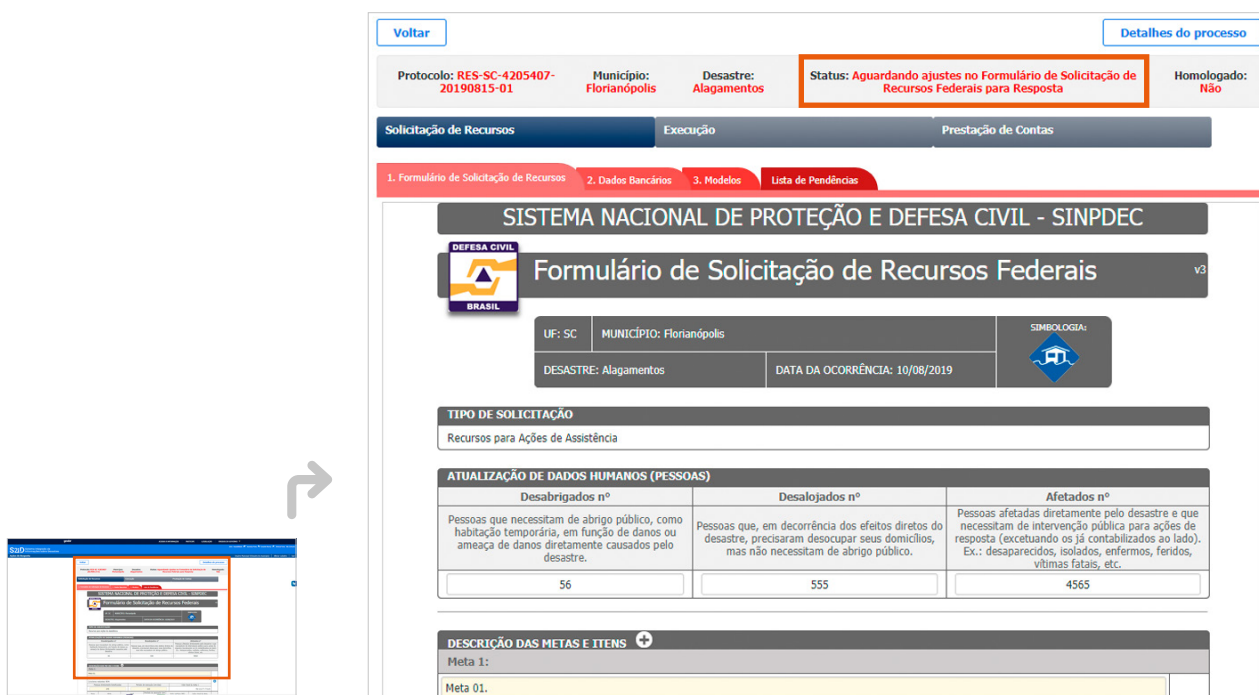 Voltar
Detalhes do processo
Protocolo: RES-SC-4205407-
20190815-01
Município:
Florianópolis
Desastre:
Alagamentos
Status: Aguardando ajustes no Formulário de Solicitação de
Recursos Federais para Resposta
Homologado:
Não
Solicitação de Recursos
Execução
Prestação de Contas
1. Formulário de Solicitação de Recursos
2. Dados Bancários
3. Modelos
Lista de Pendências
SISTEMA NACIONAL DE PROTEÇÃO E DEFESA CIVIL - SINPDEC
DEFESA CIVIL
BRASIL
Formulário de Solicitação de Recursos Federais
v3
UF: SC
MUNICÍPIO: Florianópolis
SIMBOLOGIA:
DESASTRE: Alagamentos
DATA DA OCORRÊNCIA: 10/08/2019
TIPO DE SOLICITAÇÃO
Recursos para Ações de Assistência
ATUALIZAÇÃO DE DADOS HUMANOS (PESSOAS)
Desabrigados nº
Desalojados nº
Afetados nº
Pessoas que necessitam de abrigo público, como
habitação temporária, em função de danos ou
ameaça de danos diretamente causados pelo
desastre.
Pessoas que, em decorrência dos efeitos diretos do
desastre, precisaram desocupar seus domicílios,
mas não necessitam de abrigo público.
Pessoas afetadas diretamente pelo desastre e que
necessitam de intervenção pública para ações de
resposta (excetuando os já contabilizados ao lado).
Ex.: desaparecidos, isolados, enfermos, feridos,
vítimas fatais, etc.
56
555
4565
DESCRIÇÃO DAS METAS E ITENS
Meta 1:
Meta 01.
S2iD